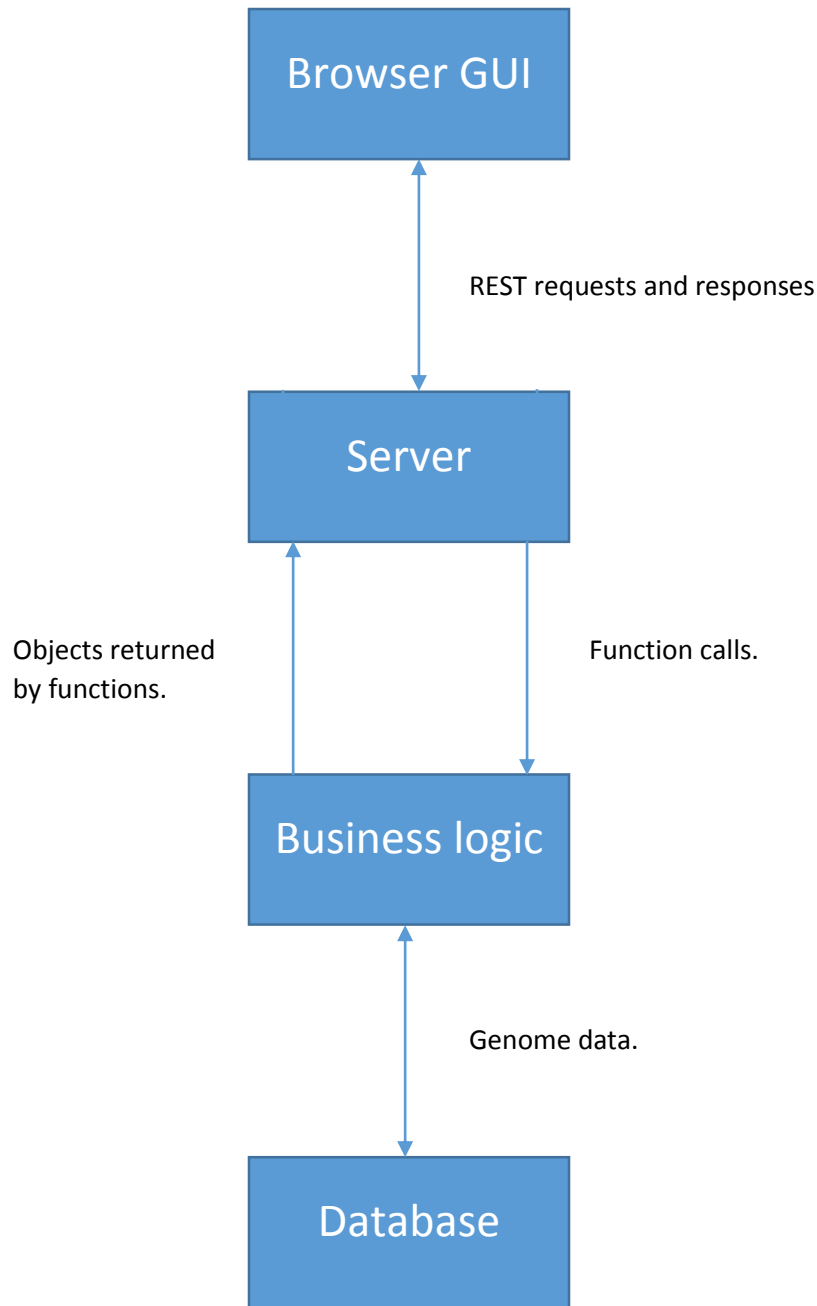 Browser GUI
REST requests and responses
Server
Objects returned
by functions.
Function calls.
Business logic
Genome data.
Database